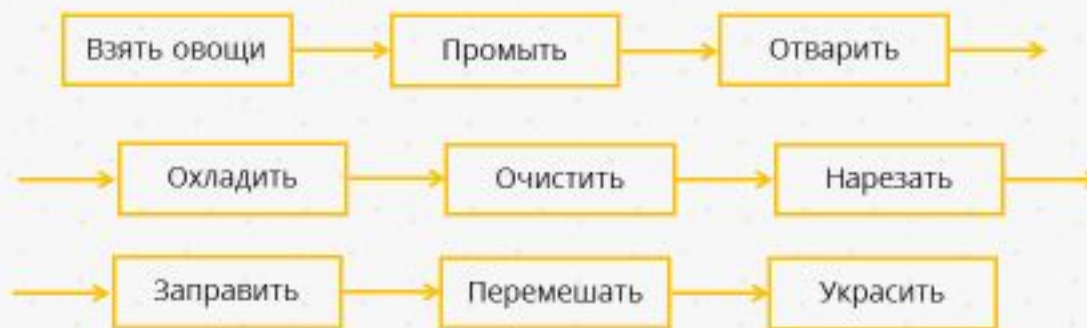 Взять овощи Промыть Отварить
Охладить Очистить Нарезать
Заправить Перемешать Украсить